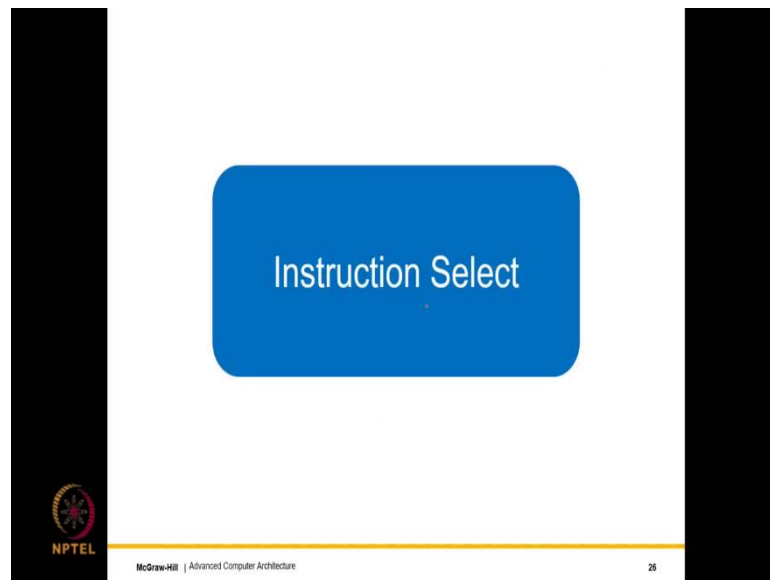 Instruction Select
NPTEL
McGraw-Hill | Advanced Computer Architecture
26